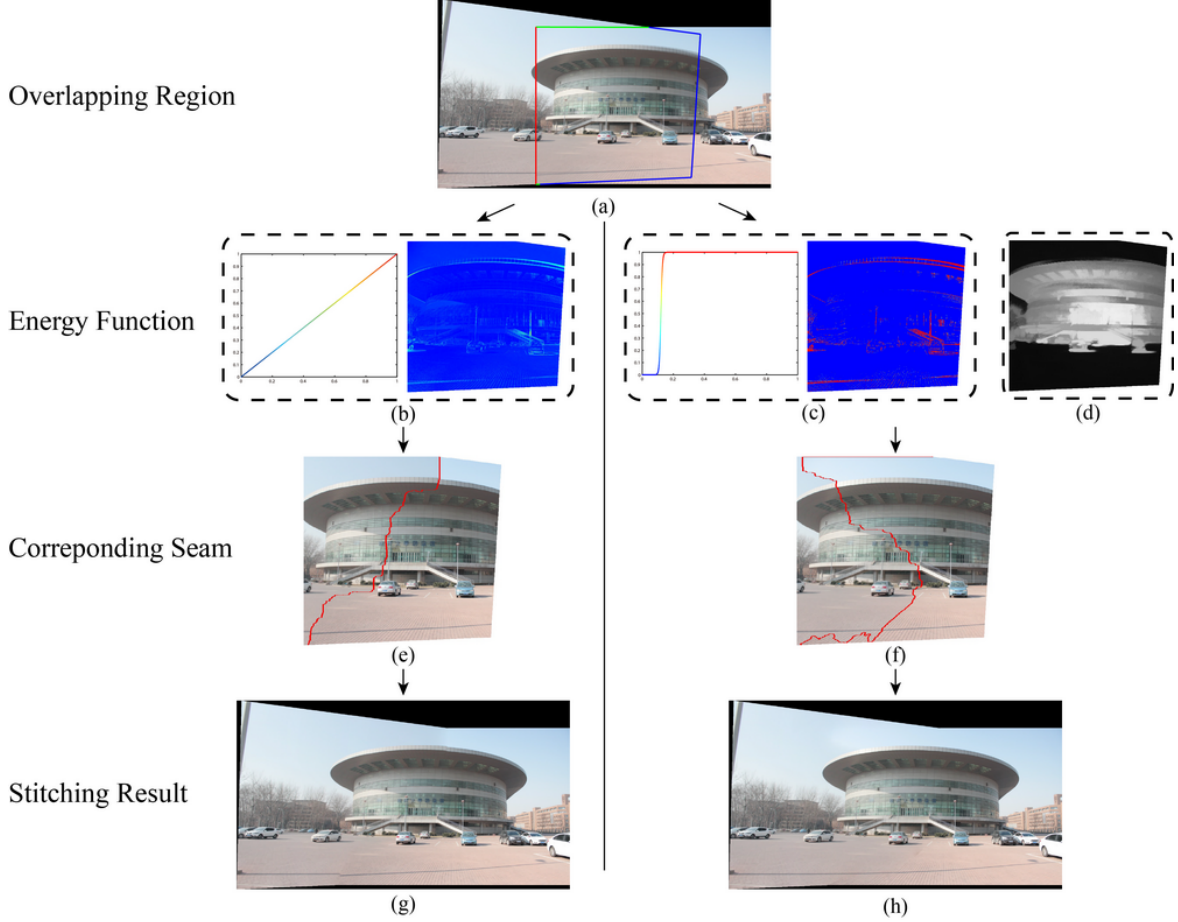 Overlapping Region
(a)
Energy Function
(b)
(c)
(d)
Correponding Seam
(e)
(f)
Stitching Result
(g)
(h)